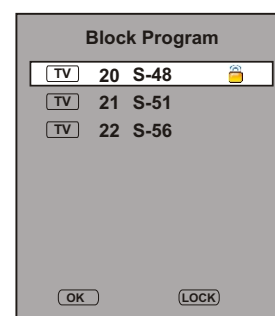 Block Program
TV 20 S-48
TV 21 S-51
TV 22 S-56
OK LOCK